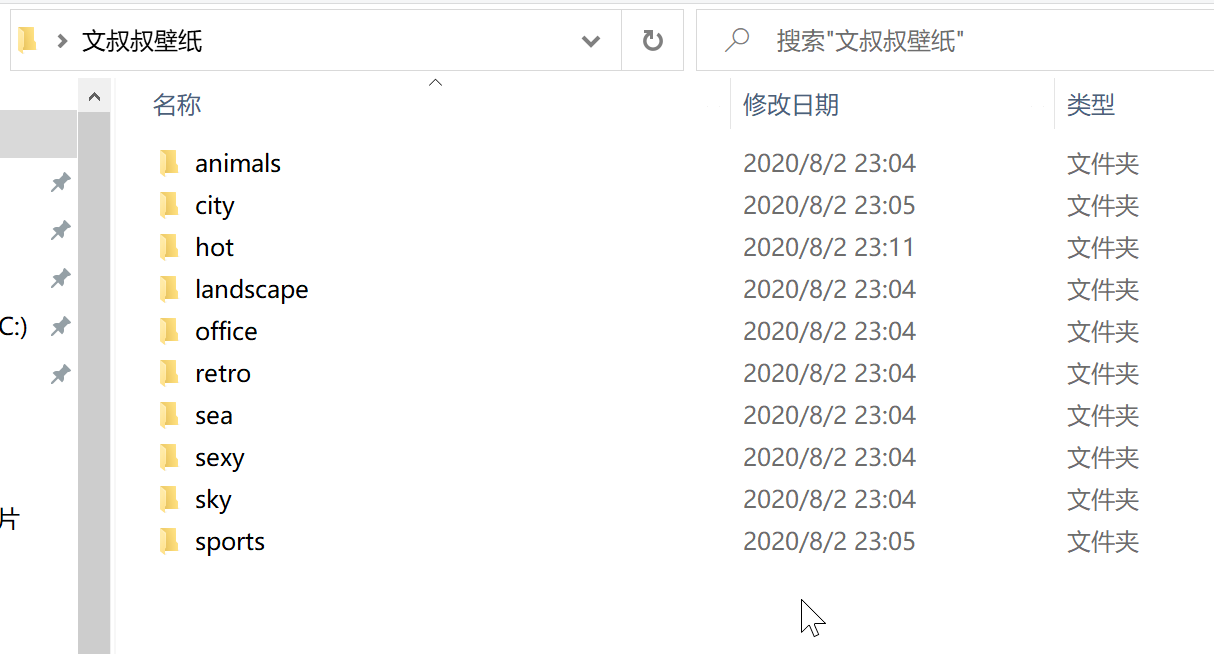 文叔叔壁纸
搜索"文叔叔壁纸"
名称 修改日期 类型
animals 2020/8/2 23:04 文件夹
city 2020/8/2 23:05 文件夹
hot 2020/8/2 23:11 文件夹
landscape 2020/8/2 23:04 文件夹
office 2020/8/2 23:04 文件夹
C:)
retro 2020/8/2 23:04 文件夹
sea 2020/8/2 23:04 文件夹
sexy 2020/8/2 23:04 文件夹
sky 2020/8/2 23:04 文件夹
片
sports 2020/8/2 23:05 文件夹